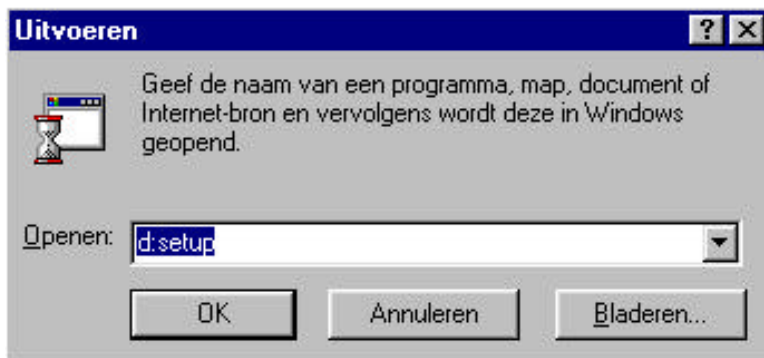 Uitvoeren
Geef de naam van een programma, map, document of
Internet-bron en vervolgens wordt deze in Windows
geopend.
Openen: d:setup
OK Annuleren Bladeren...